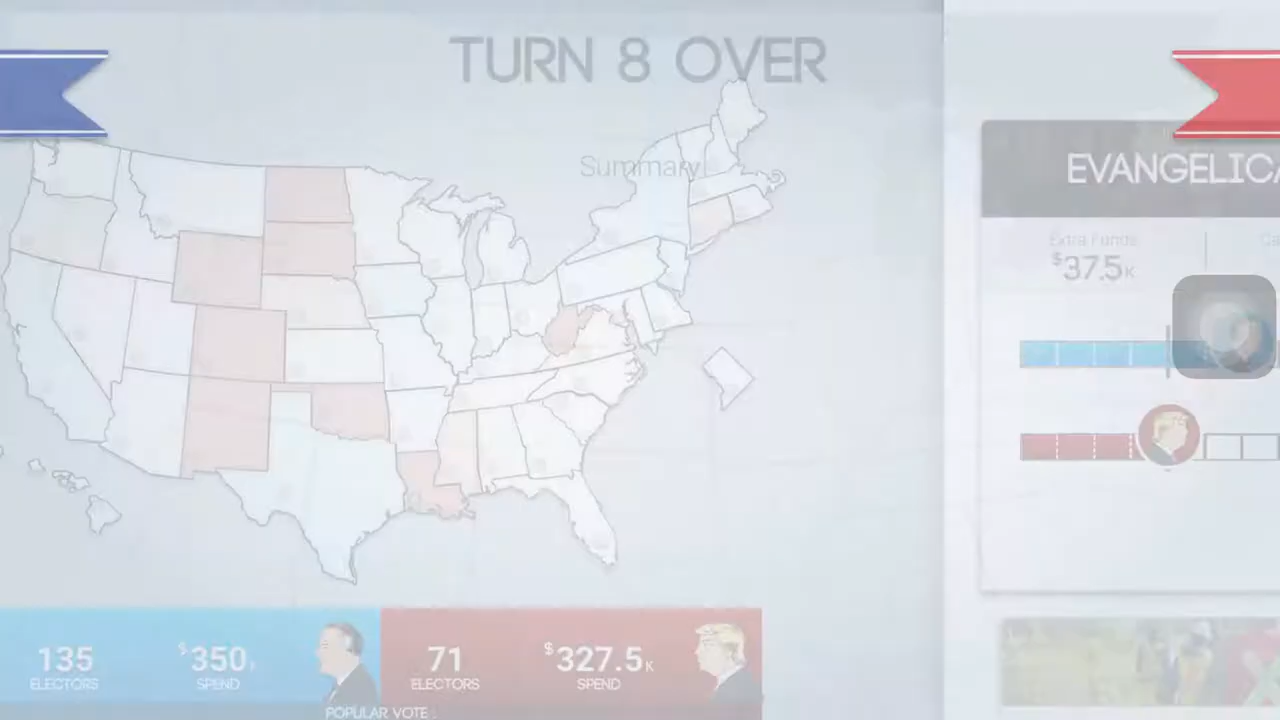 TURN 8 OVER
Summary
EVANGELICA
Extra Funds
$37.5K
135
ELECTORS
$350
SPEND
71
ELECTORS
$327.5K
SPEND
POPULAR VOTE :